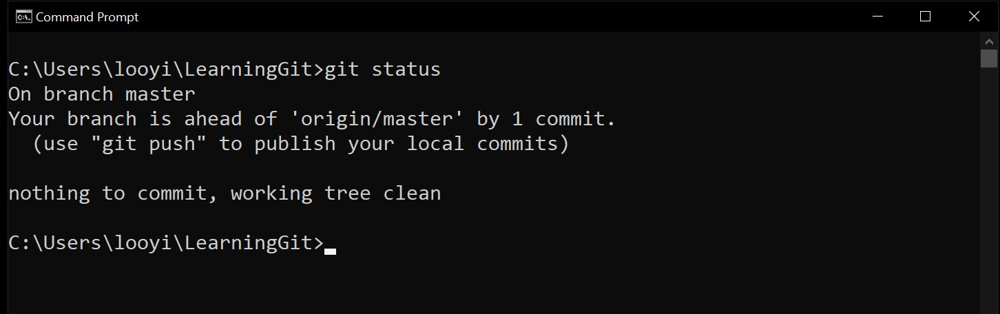 Command Prompt
C:\Users\looyi\LearningGit>git status
On branch master
Your branch is ahead of 'origin/master' by 1 commit.
  (use "git push" to publish your local commits)
nothing to commit, working tree clean
C:\Users\looyi\LearningGit>